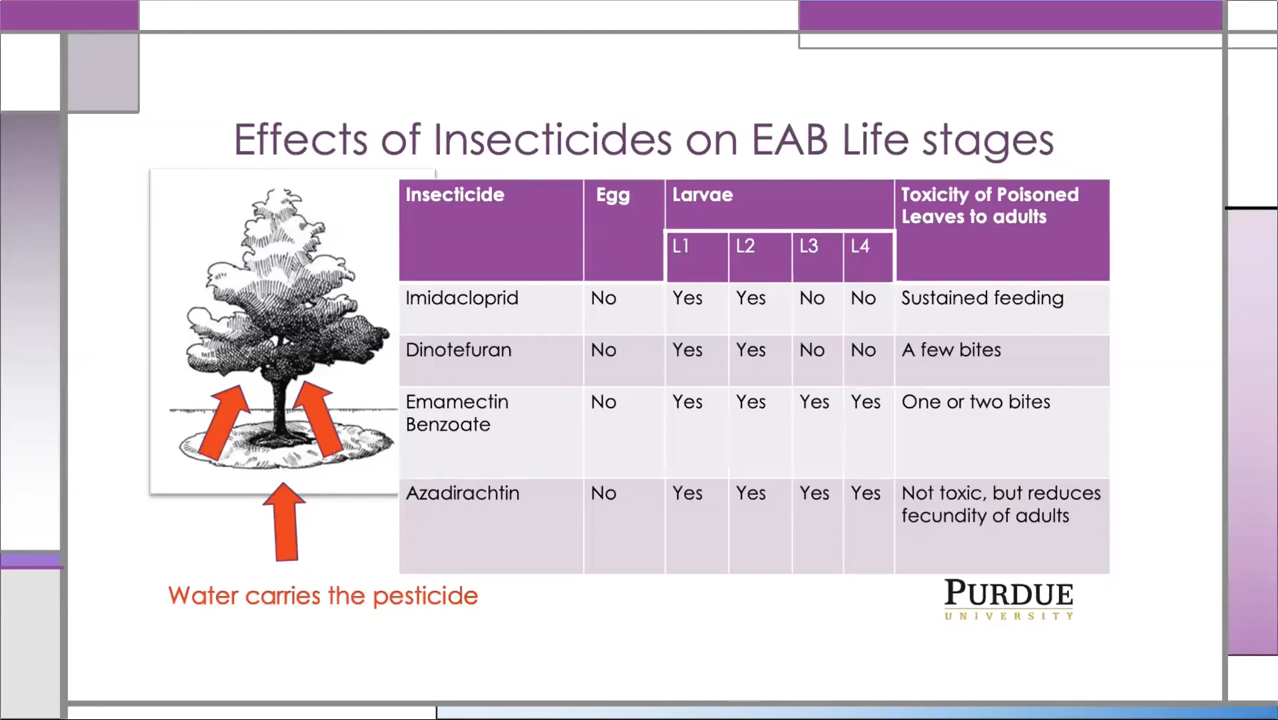 Effects of Insecticides on EAB Life stages
Insecticide Egg Larvae Toxicity of Poisoned
Leaves to adults
L1 L2 L3 L4
Imidacloprid No Yes Yes No No Sustained feeding
Dinotefuran No Yes Yes No No A few bites
Emamectin No Yes Yes Yes Yes One or two bites
Benzoate
Azadirachtin No Yes Yes Yes Yes Not toxic, but reduces
fecundity of adults
Water carries the pesticide
PURDUE
UNIVERSITY